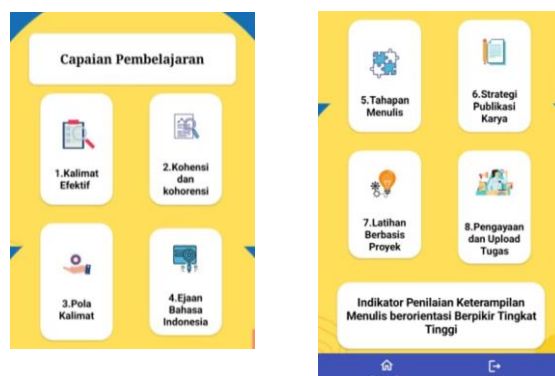 Capaian Pembelajaran
1.Kalimat
Efektif
2.Kohensi
dan
kohorensi
3.Pola
Kalimat
4.Ejaan
Bahasa
Indonesia
5.Tahapan
Menulis
6.Strategi
Publikasi
Karya
7.Latihan
Berbasis
Proyek
8.Pengayaan
dan Upload
Tugas
Indikator Penilaian Keterampilan
Menulis berorientasi Berpikir Tingkat
Tinggi